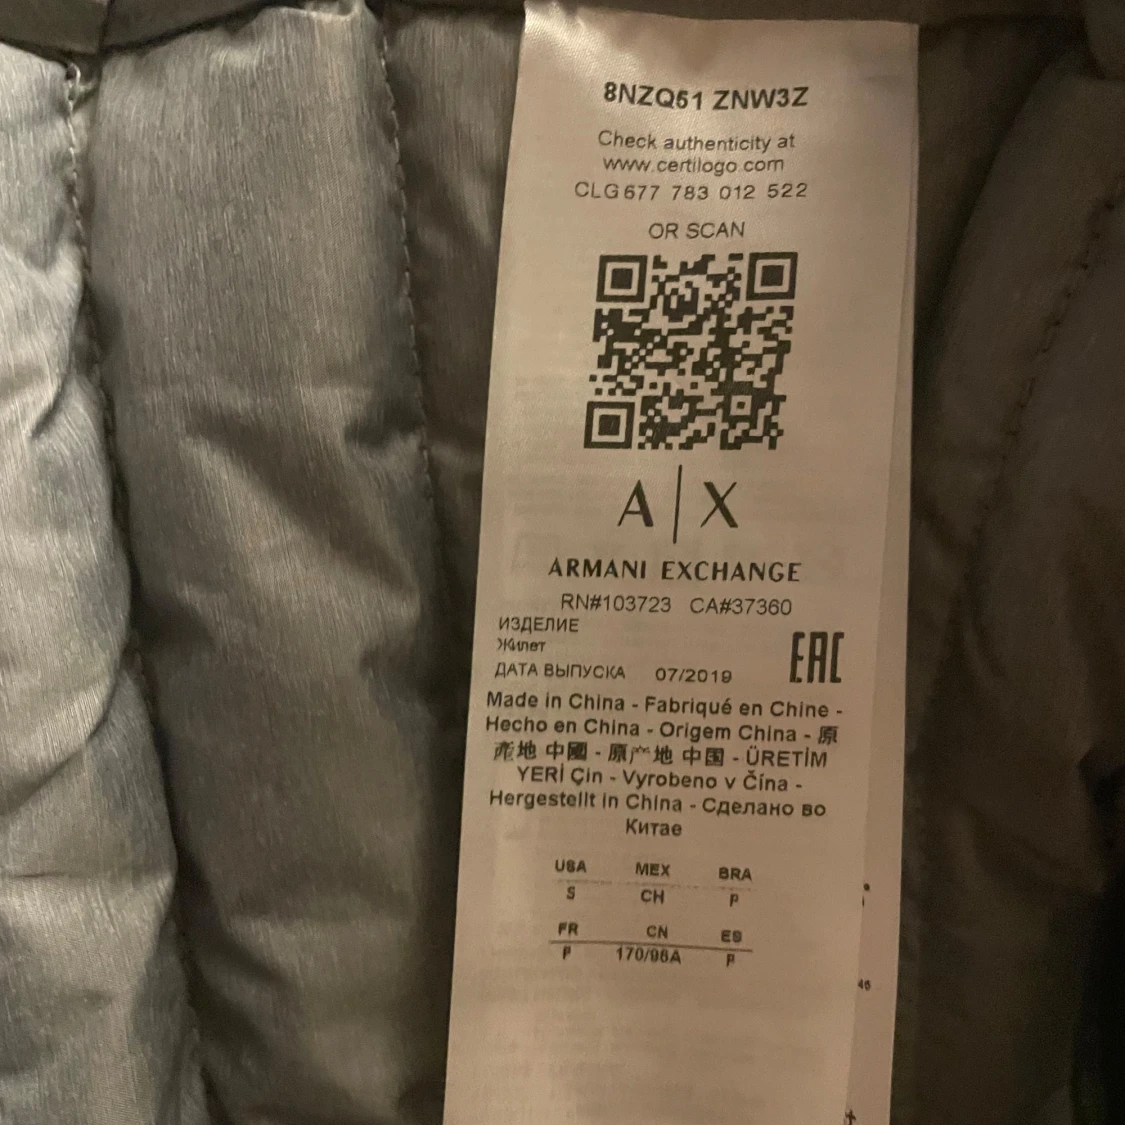 8NZQ51 ZNW3Z
Check authenticity at
www.certilogo.com
CLG 677 783 012 522
OR SCAN
A|X
ARMANI EXCHANGE
RN#103723 CA#37360
ИЗДЕЛИЕ
Жилет
ДАТА ВЫПУСКА 07/2019
EAC
Made in China - Fabriqué en Chine -
Hecho en China - Origem China - 原
產地 中國 - 原产地 中国 - ÜRETİM
YERİ Çin - Vyrobeno v Čína -
Hergestellt in China - Сделано во
Китае
USA MEX BRA
S CH P
FR CN ES
P 170/96A P